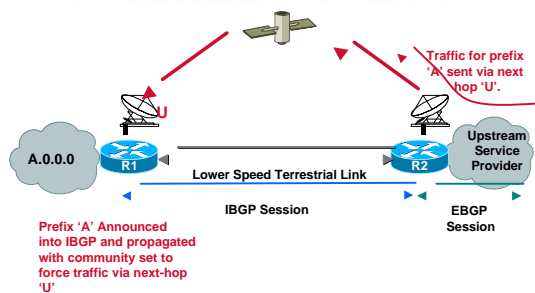 Traffic for prefix
'A' sent via next
hop 'U'.
U
A.0.0.0
R1
R2
Upstream
Service
Provider
Lower Speed Terrestrial Link
IBGP Session
EBGP
Session
Prefix 'A' Announced
into IBGP and propagated
with community set to
force traffic via next-hop
'U'